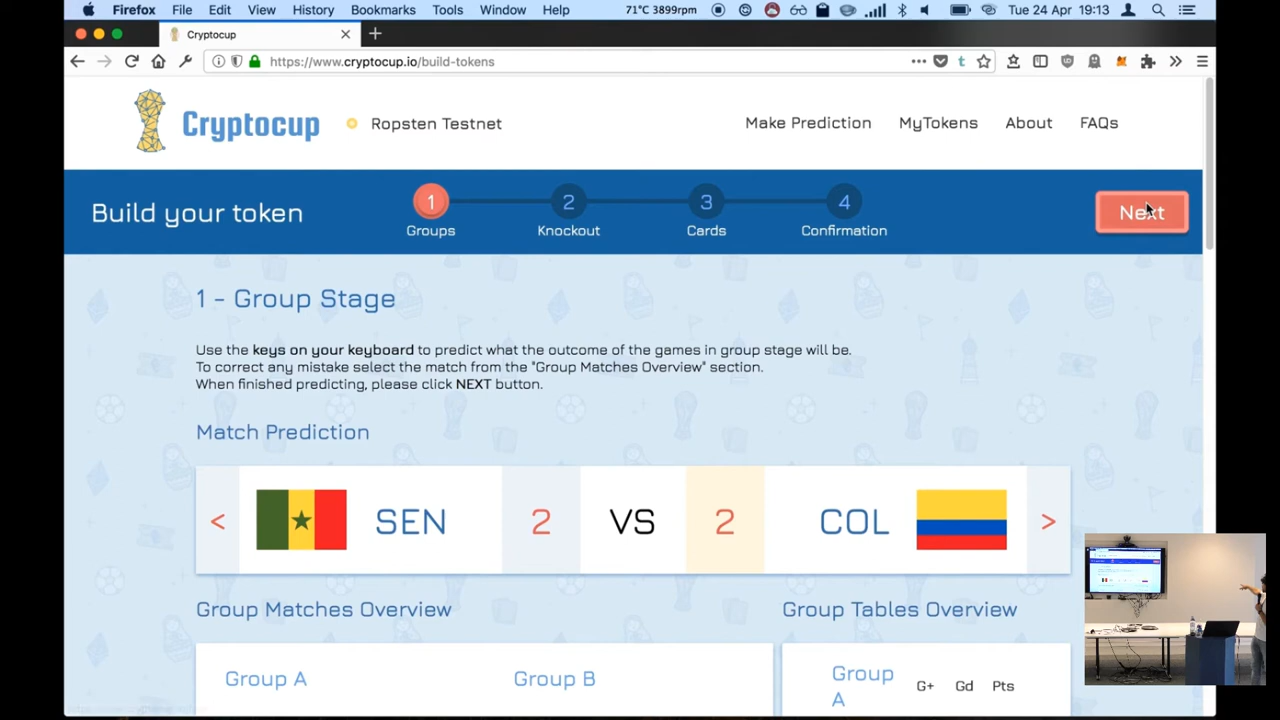 Firefox File Edit View History Bookmarks Tools Window Help 71°C 3899rpm Tue 24 Apr 19:13
Cryptocup
https://www.cryptocup.io/build-tokens
Cryptocup Ropsten Testnet Make Prediction MyTokens About FAQs
Build your token 1 2 3 4 Next
Groups Knockout Cards Confirmation
1 - Group Stage
Use the keys on your keyboard to predict what the outcome of the games in group stage will be.
To correct any mistake select the match from the "Group Matches Overview" section.
When finished predicting, please click NEXT button.
Match Prediction
< SEN 2 VS 2 COL >
Group Matches Overview Group Tables Overview
Group A Group B Group A G+ Gd Pts